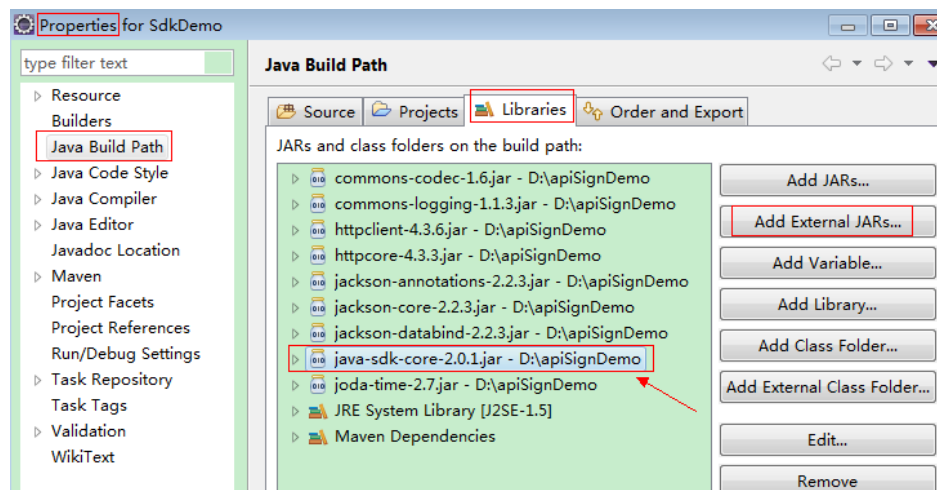 Properties for SdkDemo
type filter text
Resource
Builders
Java Build Path
Java Code Style
Java Compiler
Java Editor
Javadoc Location
Maven
Project Facets
Project References
Run/Debug Settings
Task Repository
Task Tags
Validation
WikiText
Java Build Path
Source
Projects
Libraries
Order and Export
JARs and class folders on the build path:
commons-codec-1.6.jar - D:\apiSignDemo
commons-logging-1.1.3.jar - D:\apiSignDemo
httpclient-4.3.6.jar - D:\apiSignDemo
httpcore-4.3.3.jar - D:\apiSignDemo
jackson-annotations-2.2.3.jar - D:\apiSignDemo
jackson-core-2.2.3.jar - D:\apiSignDemo
jackson-databind-2.2.3.jar - D:\apiSignDemo
java-sdk-core-2.0.1.jar - D:\apiSignDemo
joda-time-2.7.jar - D:\apiSignDemo
JRE System Library [J2SE-1.5]
Maven Dependencies
Add JARs...
Add External JARs...
Add Variable...
Add Library...
Add Class Folder...
Add External Class Folder...
Edit...
Remove